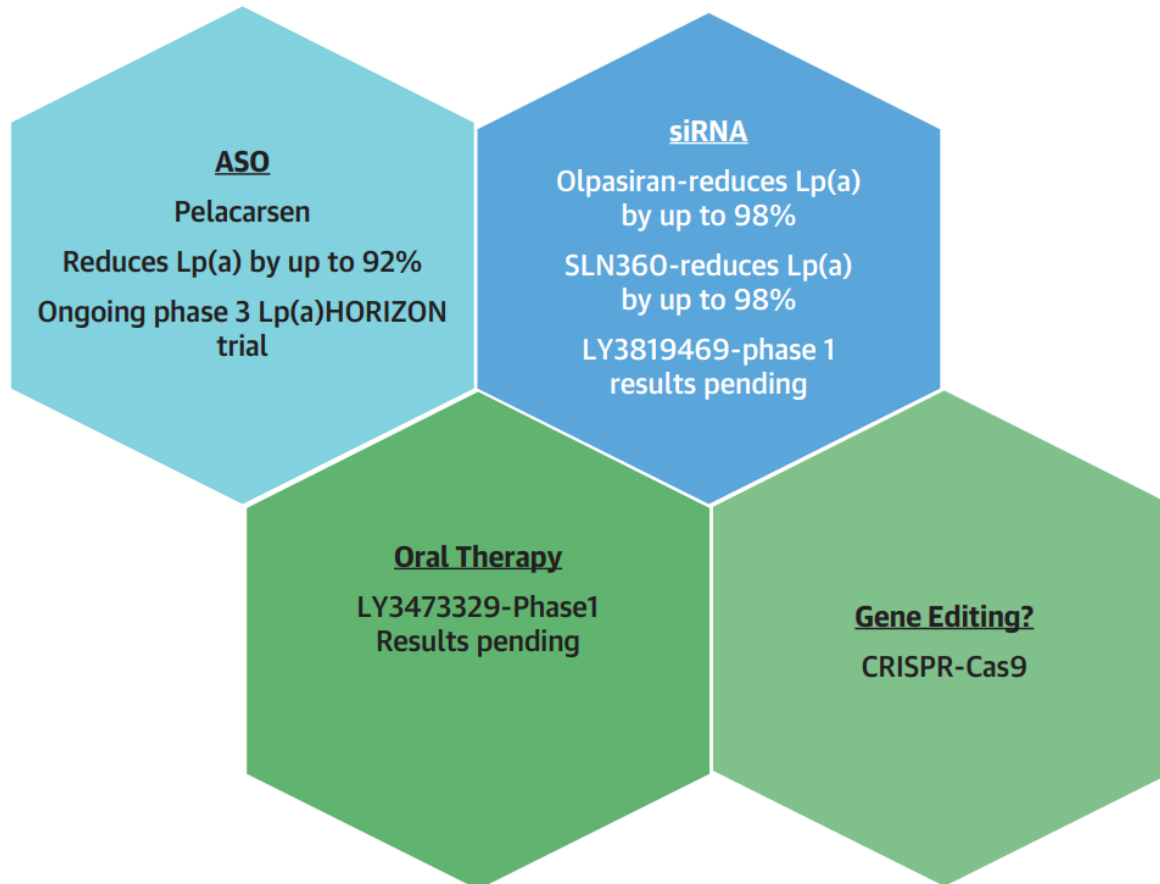 ASO
Pelacarsen
Reduces Lp(a) by up to 92%
Ongoing phase 3 Lp(a)HORIZON
trial
siRNA
Olpasiran-reduces Lp(a)
by up to 98%
SLN360-reduces Lp(a)
by up to 98%
LY3819469-phase 1
results pending
Oral Therapy
LY3473329-Phase1
Results pending
Gene Editing?
CRISPR-Cas9